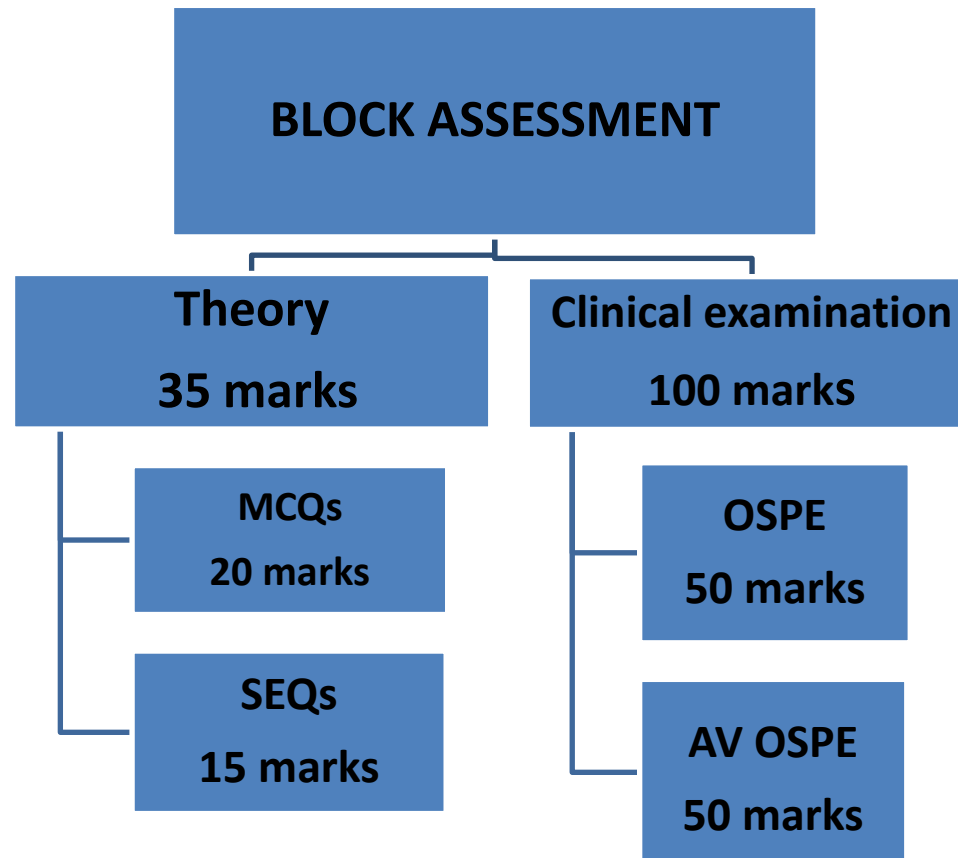 BLOCK ASSESSMENT
Theory
35 marks
MCQs
20 marks
SEQs
15 marks
Clinical examination
100 marks
OSPE
50 marks
AV OSPE
50 marks